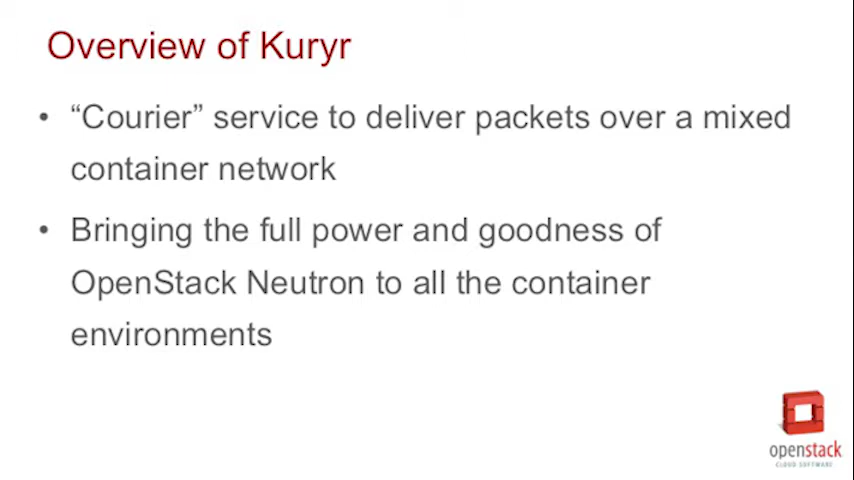 Overview of Kuryr
• “Courier” service to deliver packets over a mixed
container network
• Bringing the full power and goodness of
OpenStack Neutron to all the container
environments
openstack
CLOUD SOFTWARE